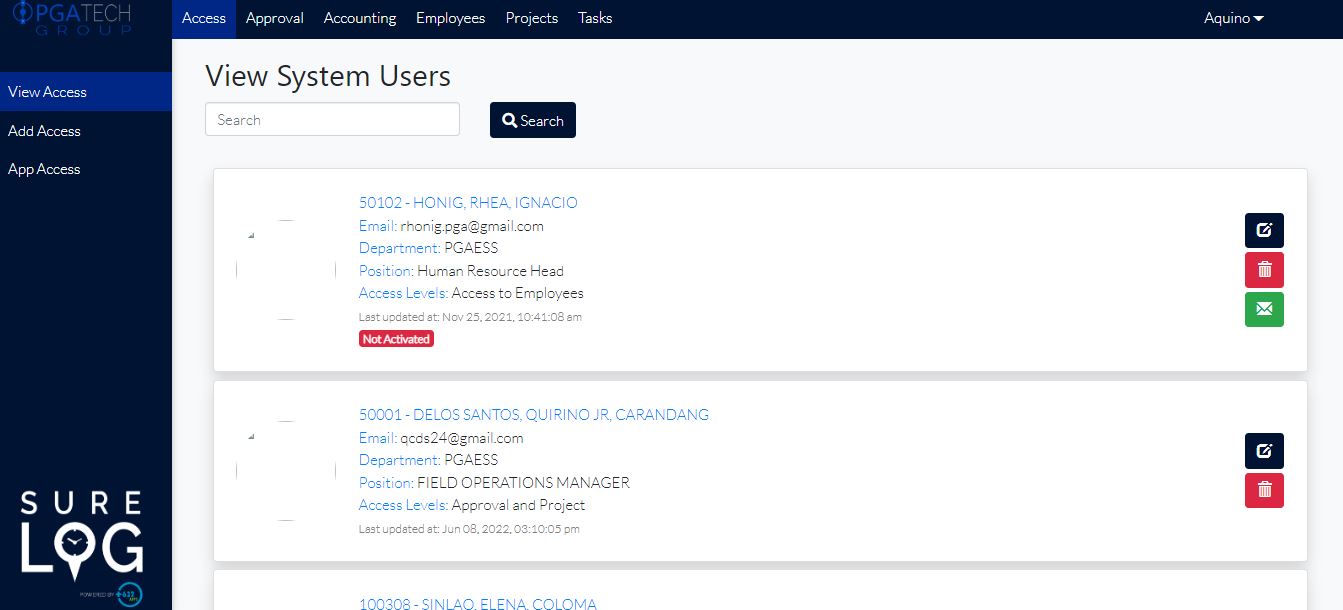 PGATECH
GROUP
Access Approval Accounting Employees Projects Tasks Aquino
View Access
Add Access
App Access
View System Users
Search Search
50102 - HONIG, RHEA, IGNACIO
Email: rhonig.pga@gmail.com
Department: PGAESS
Position: Human Resource Head
Access Levels: Access to Employees
Last updated at: Nov 25, 2021, 10:41:08 am
Not Activated
50001 - DELOS SANTOS, QUIRINO JR, CARANDANG
Email: qcds24@gmail.com
Department: PGAESS
Position: FIELD OPERATIONS MANAGER
Access Levels: Approval and Project
Last updated at: Jun 08, 2022, 03:10:05 pm
100308 - SINLAO, ELENA, COLOMA
SURE
LOG
POWERED BY